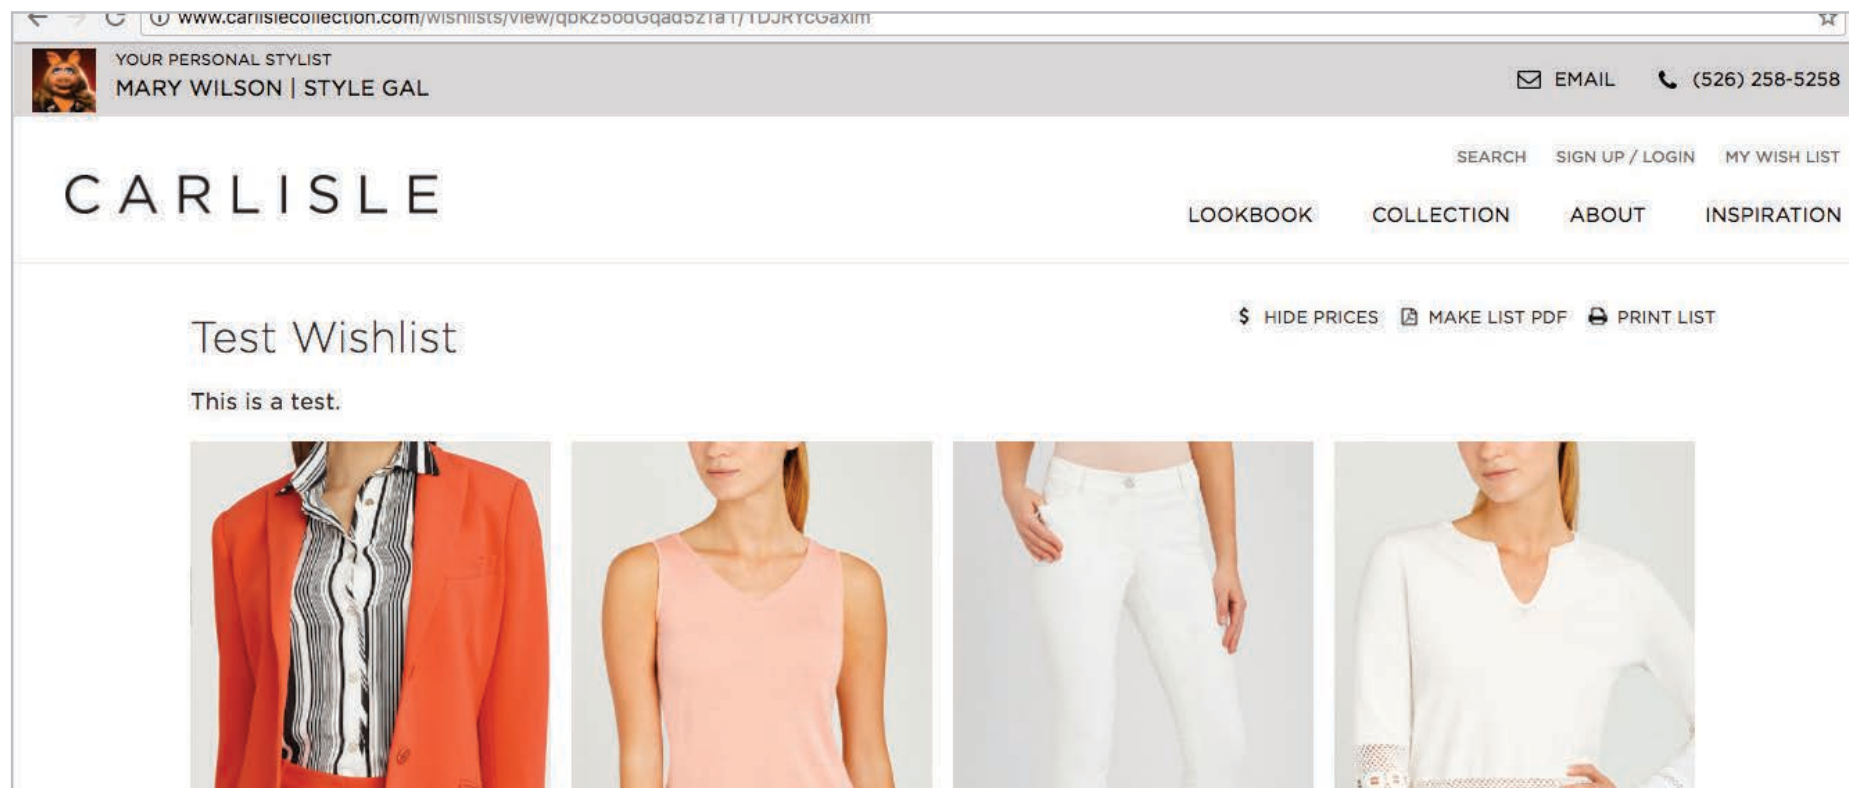 www.carlislecollection.com/wishlists/view/
YOUR PERSONAL STYLIST
MARY WILSON | STYLE GAL
EMAIL (526) 258-5258
SEARCH SIGN UP / LOGIN MY WISH LIST
CARLISLE
LOOKBOOK COLLECTION ABOUT INSPIRATION
$ HIDE PRICES MAKE LIST PDF PRINT LIST
Test Wishlist
This is a test.